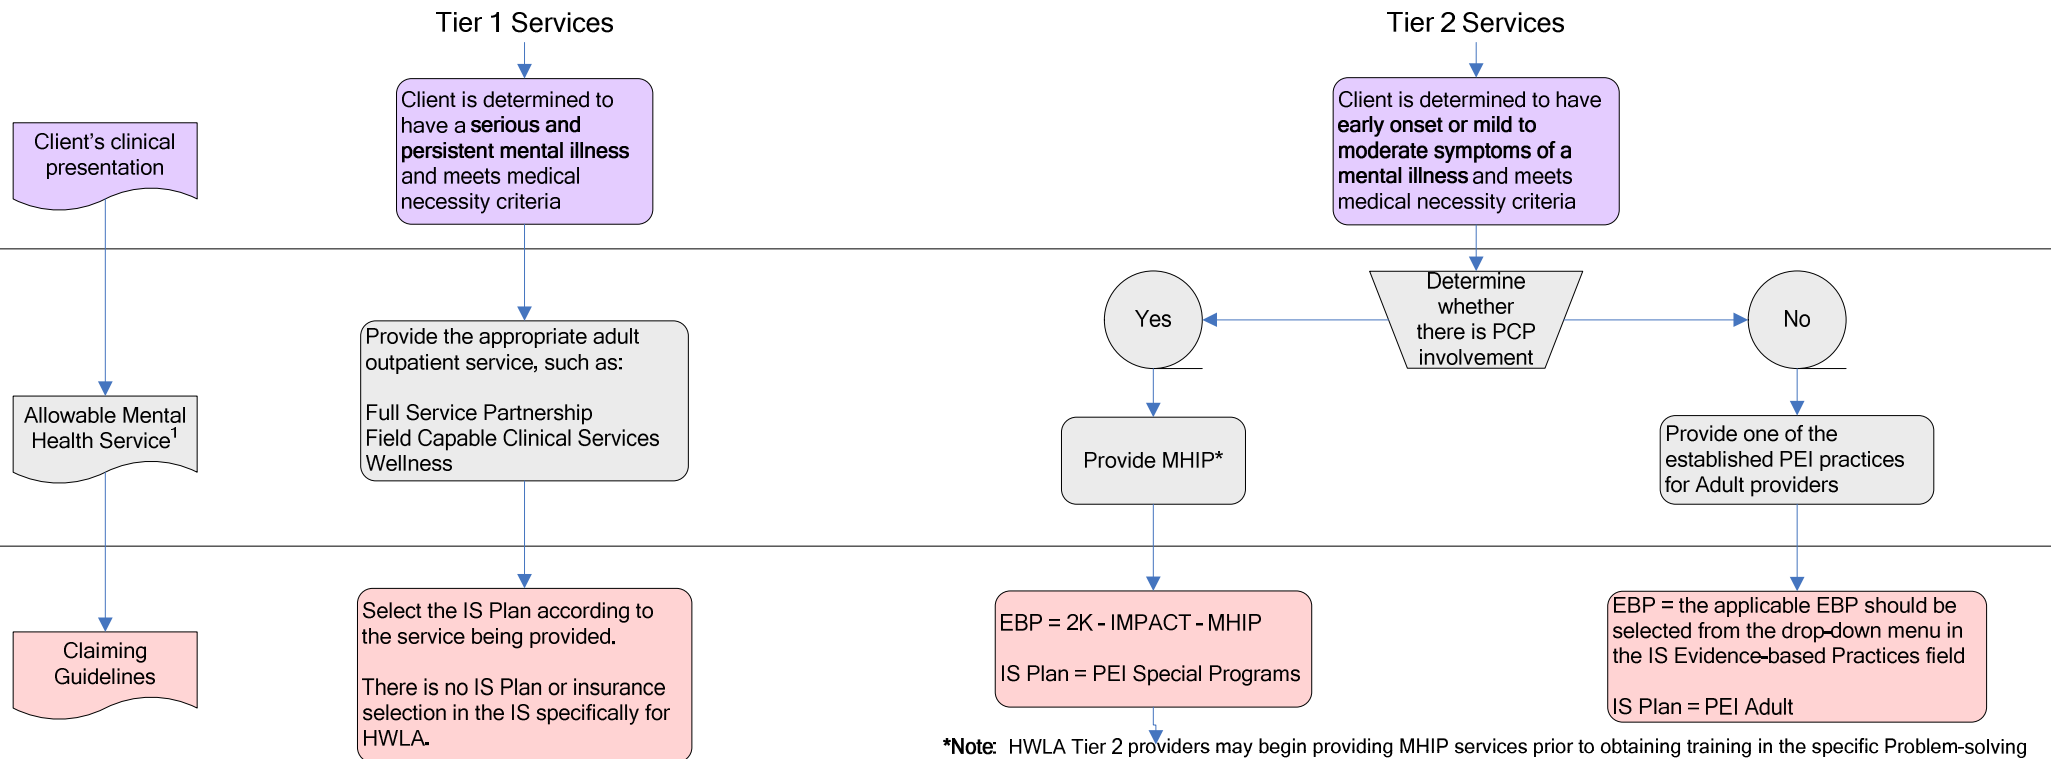 Tier 1 Services
Tier 2 Services
Client's clinical
presentation
Client is determined to
have a serious and
persistent mental illness
and meets medical
necessity criteria
Client is determined to have
early onset or mild to
moderate symptoms of a
mental illness and meets
medical necessity criteria
Allowable Mental
Health Service1
Provide the appropriate adult
outpatient service, such as:
Full Service Partnership
Field Capable Clinical Services
Wellness
Yes
Determine
whether
there is PCP
involvement
No
Provide MHIP*
Provide one of the
established PEI practices
for Adult providers
Claiming
Guidelines
Select the IS Plan according to
the service being provided.
There is no IS Plan or insurance
selection in the IS specifically for
HWLA.
EBP = 2K - IMPACT - MHIP
IS Plan = PEI Special Programs
EBP = the applicable EBP should be
selected from the drop-down menu in
the IS Evidence-based Practices field
IS Plan = PEI Adult
*Note: HWLA Tier 2 providers may begin providing MHIP services prior to obtaining training in the specific Problem-solving